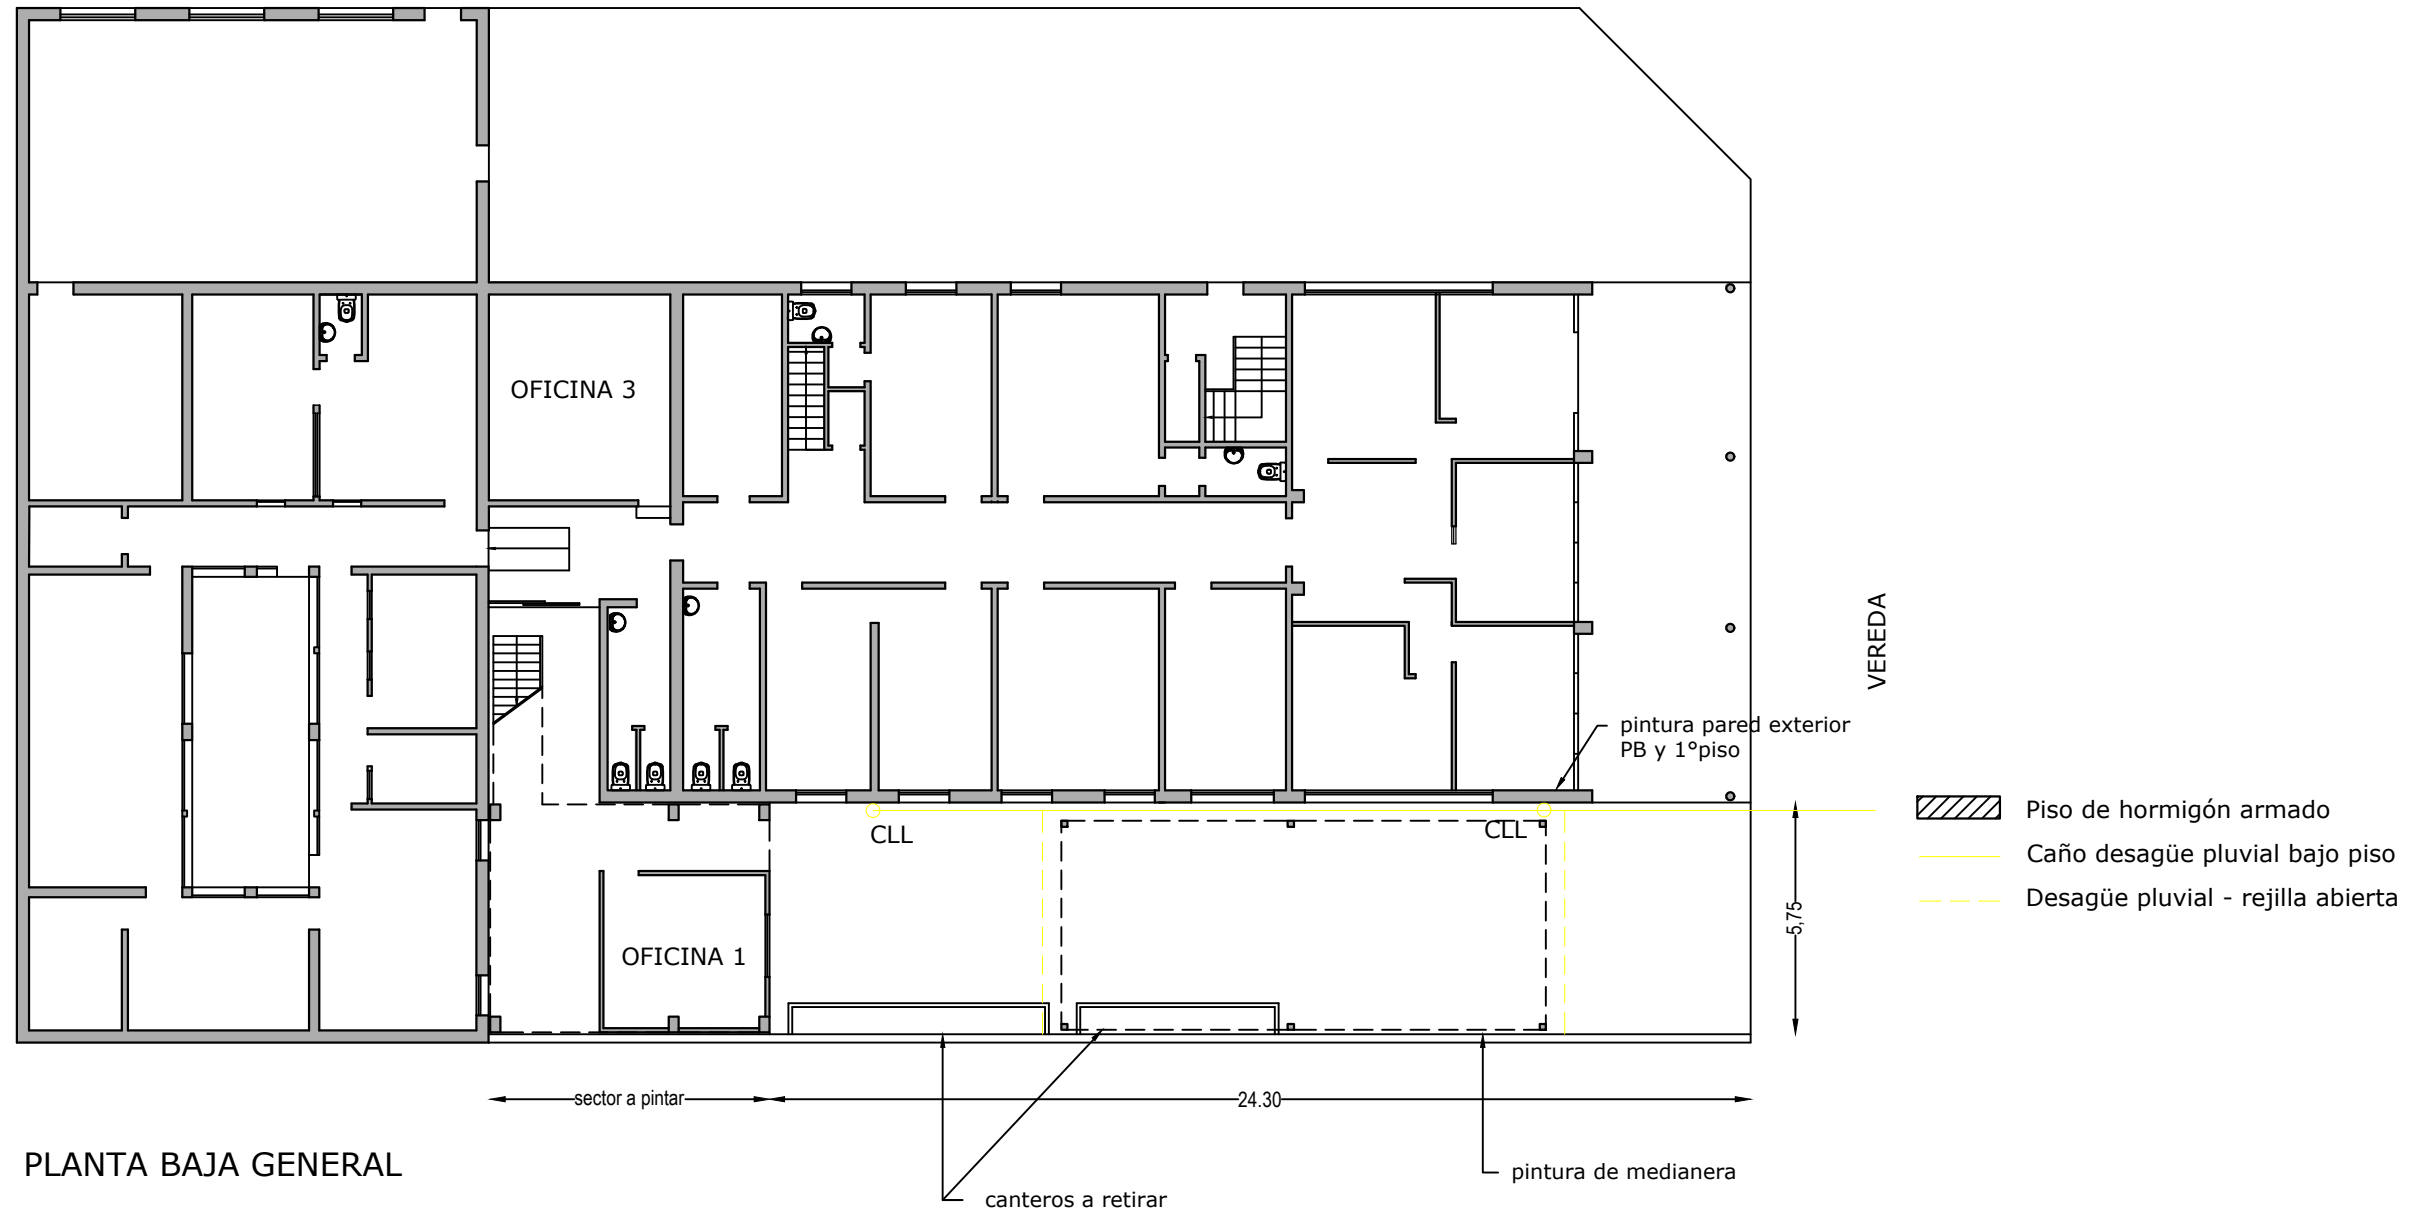 OFICINA 3
VEREDA
pintura pared exterior
PB y 1°piso
Piso de hormigón armado
CLL
CLL
Caño desagüe pluvial bajo piso
Desagüe pluvial - rejilla abierta
5,75
OFICINA 1
sector a pintar
24.30
PLANTA BAJA GENERAL
pintura de medianera
canteros a retirar